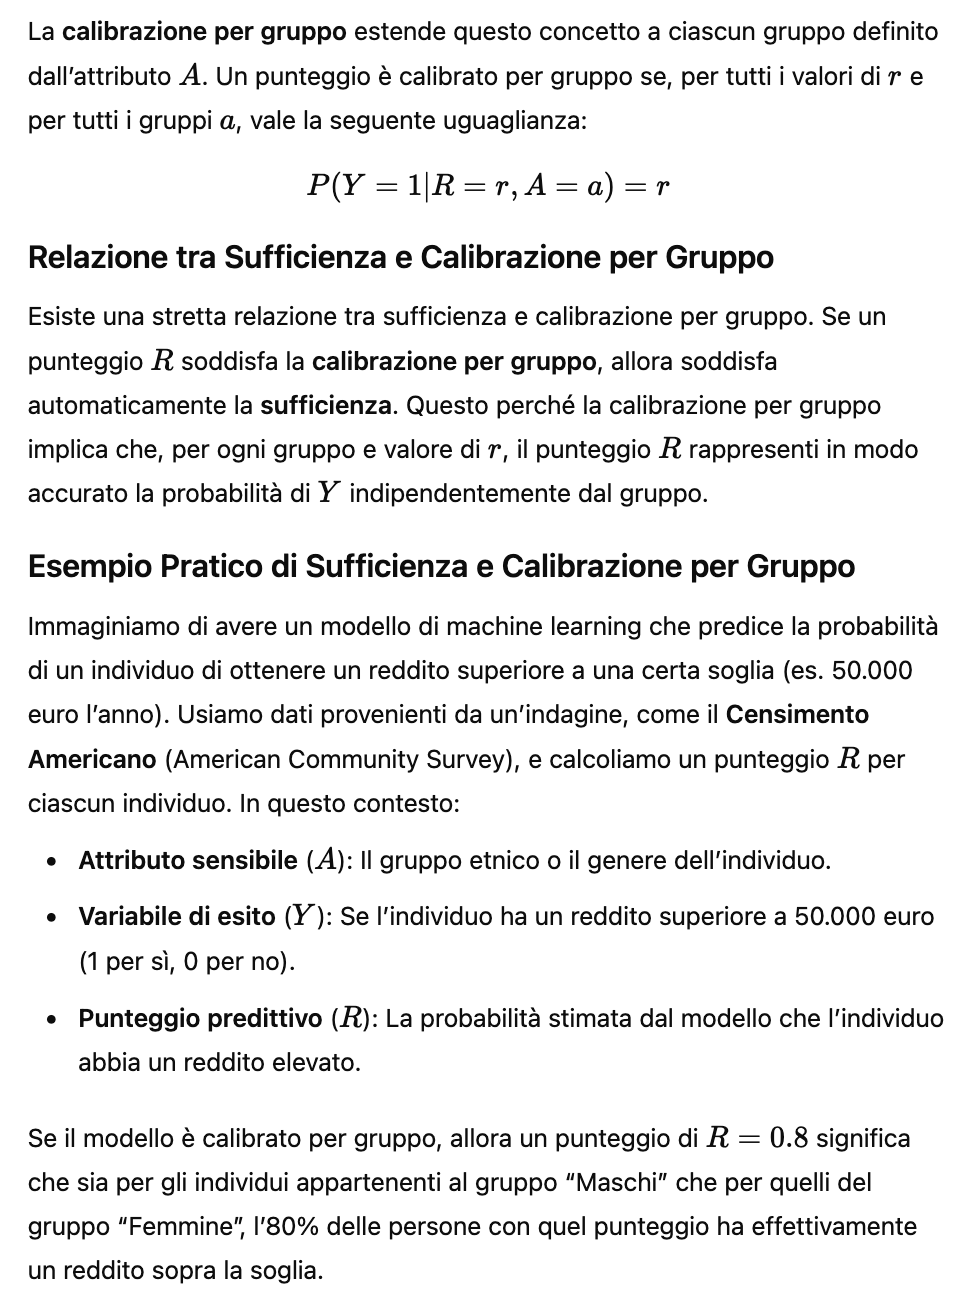 La calibrazione per gruppo estende questo concetto a ciascun gruppo definito
dall’attributo A. Un punteggio è calibrato per gruppo se, per tutti i valori di r e
per tutti i gruppi a, vale la seguente uguaglianza:
P(Y = 1|R = r, A = a) = r
Relazione tra Sufficienza e Calibrazione per Gruppo
Esiste una stretta relazione tra sufficienza e calibrazione per gruppo. Se un
punteggio R soddisfa la calibrazione per gruppo, allora soddisfa
automaticamente la sufficienza. Questo perché la calibrazione per gruppo
implica che, per ogni gruppo e valore di r, il punteggio R rappresenti in modo
accurato la probabilità di Y indipendentemente dal gruppo.
Esempio Pratico di Sufficienza e Calibrazione per Gruppo
Immaginiamo di avere un modello di machine learning che predice la probabilità
di un individuo di ottenere un reddito superiore a una certa soglia (es. 50.000
euro l’anno). Usiamo dati provenienti da un’indagine, come il Censimento
Americano (American Community Survey), e calcoliamo un punteggio R per
ciascun individuo. In questo contesto:
• Attributo sensibile (A): Il gruppo etnico o il genere dell’individuo.
• Variabile di esito (Y): Se l’individuo ha un reddito superiore a 50.000 euro
(1 per sì, 0 per no).
• Punteggio predittivo (R): La probabilità stimata dal modello che l’individuo
abbia un reddito elevato.
Se il modello è calibrato per gruppo, allora un punteggio di R = 0.8 significa
che sia per gli individui appartenenti al gruppo “Maschi” che per quelli del
gruppo “Femmine”, l’80% delle persone con quel punteggio ha effettivamente
un reddito sopra la soglia.